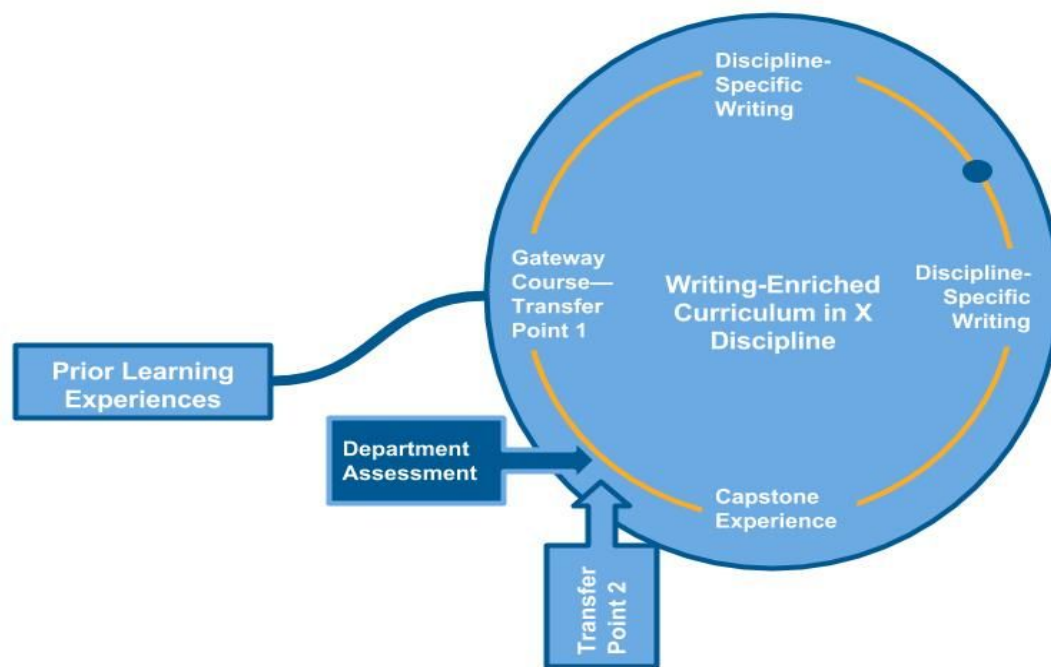 Discipline-
Specific
Writing
Gateway
Course—
Transfer
Point 1
Writing-Enriched
Curriculum in X
Discipline
Discipline-
Specific
Writing
Prior Learning
Experiences
Department
Assessment
Capstone
Experience
Transfer
Point 2